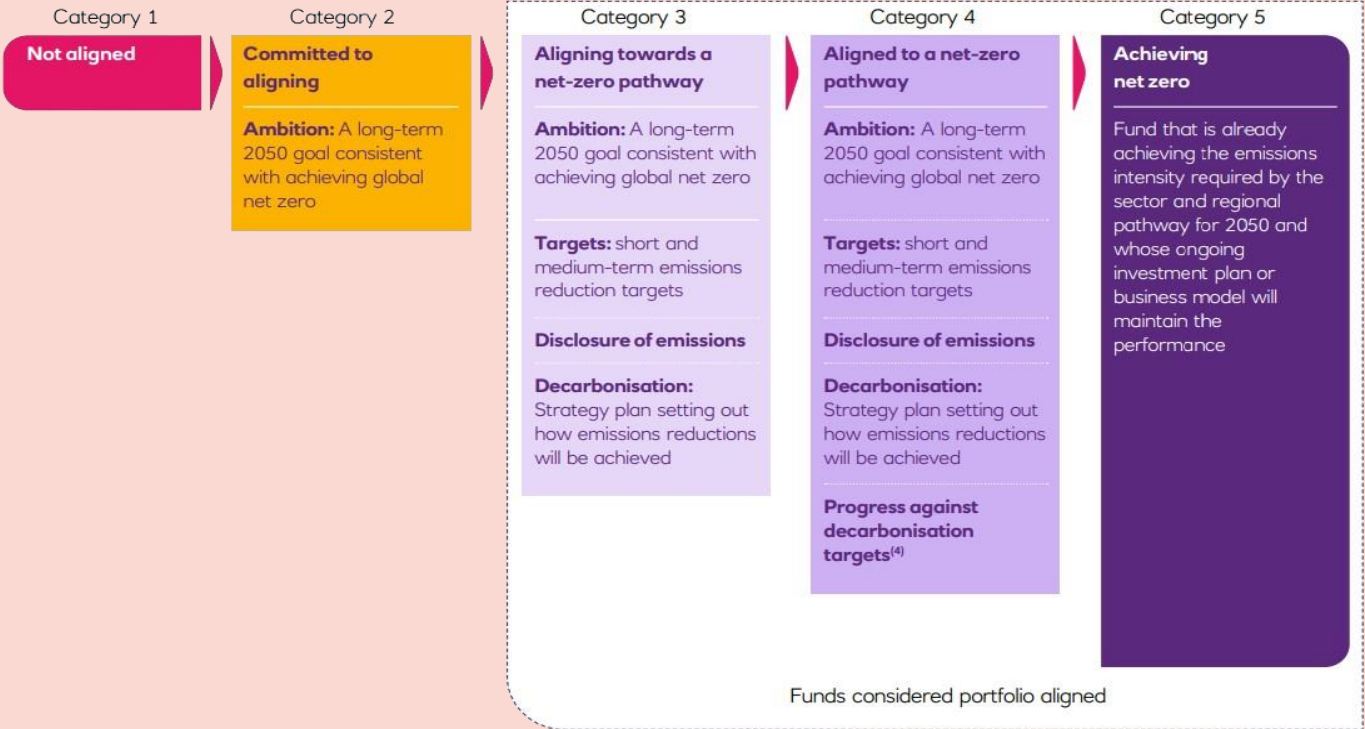 Category 1
Not aligned
Category 2
Committed to
aligning
Ambition: A long-term
2050 goal consistent
with achieving global
net zero
Category 3
Aligning towards a
net-zero pathway
Ambition: A long-term
2050 goal consistent with
achieving global net zero
Targets: short and
medium-term emissions
reduction targets
Disclosure of emissions
Decarbonisation:
Strategy plan setting out
how emissions reductions
will be achieved
Category 4
Aligned to a net-zero
pathway
Ambition: A long-term
2050 goal consistent with
achieving global net zero
Targets: short and
medium-term emissions
reduction targets
Disclosure of emissions
Decarbonisation:
Strategy plan setting out
how emissions reductions
will be achieved
Progress against
decarbonisation
targets(4)
Category 5
Achieving
net zero
Fund that is already
achieving the emissions
intensity required by the
sector and regional
pathway for 2050 and
whose ongoing
investment plan or
business model will
maintain the
performance
Funds considered portfolio aligned